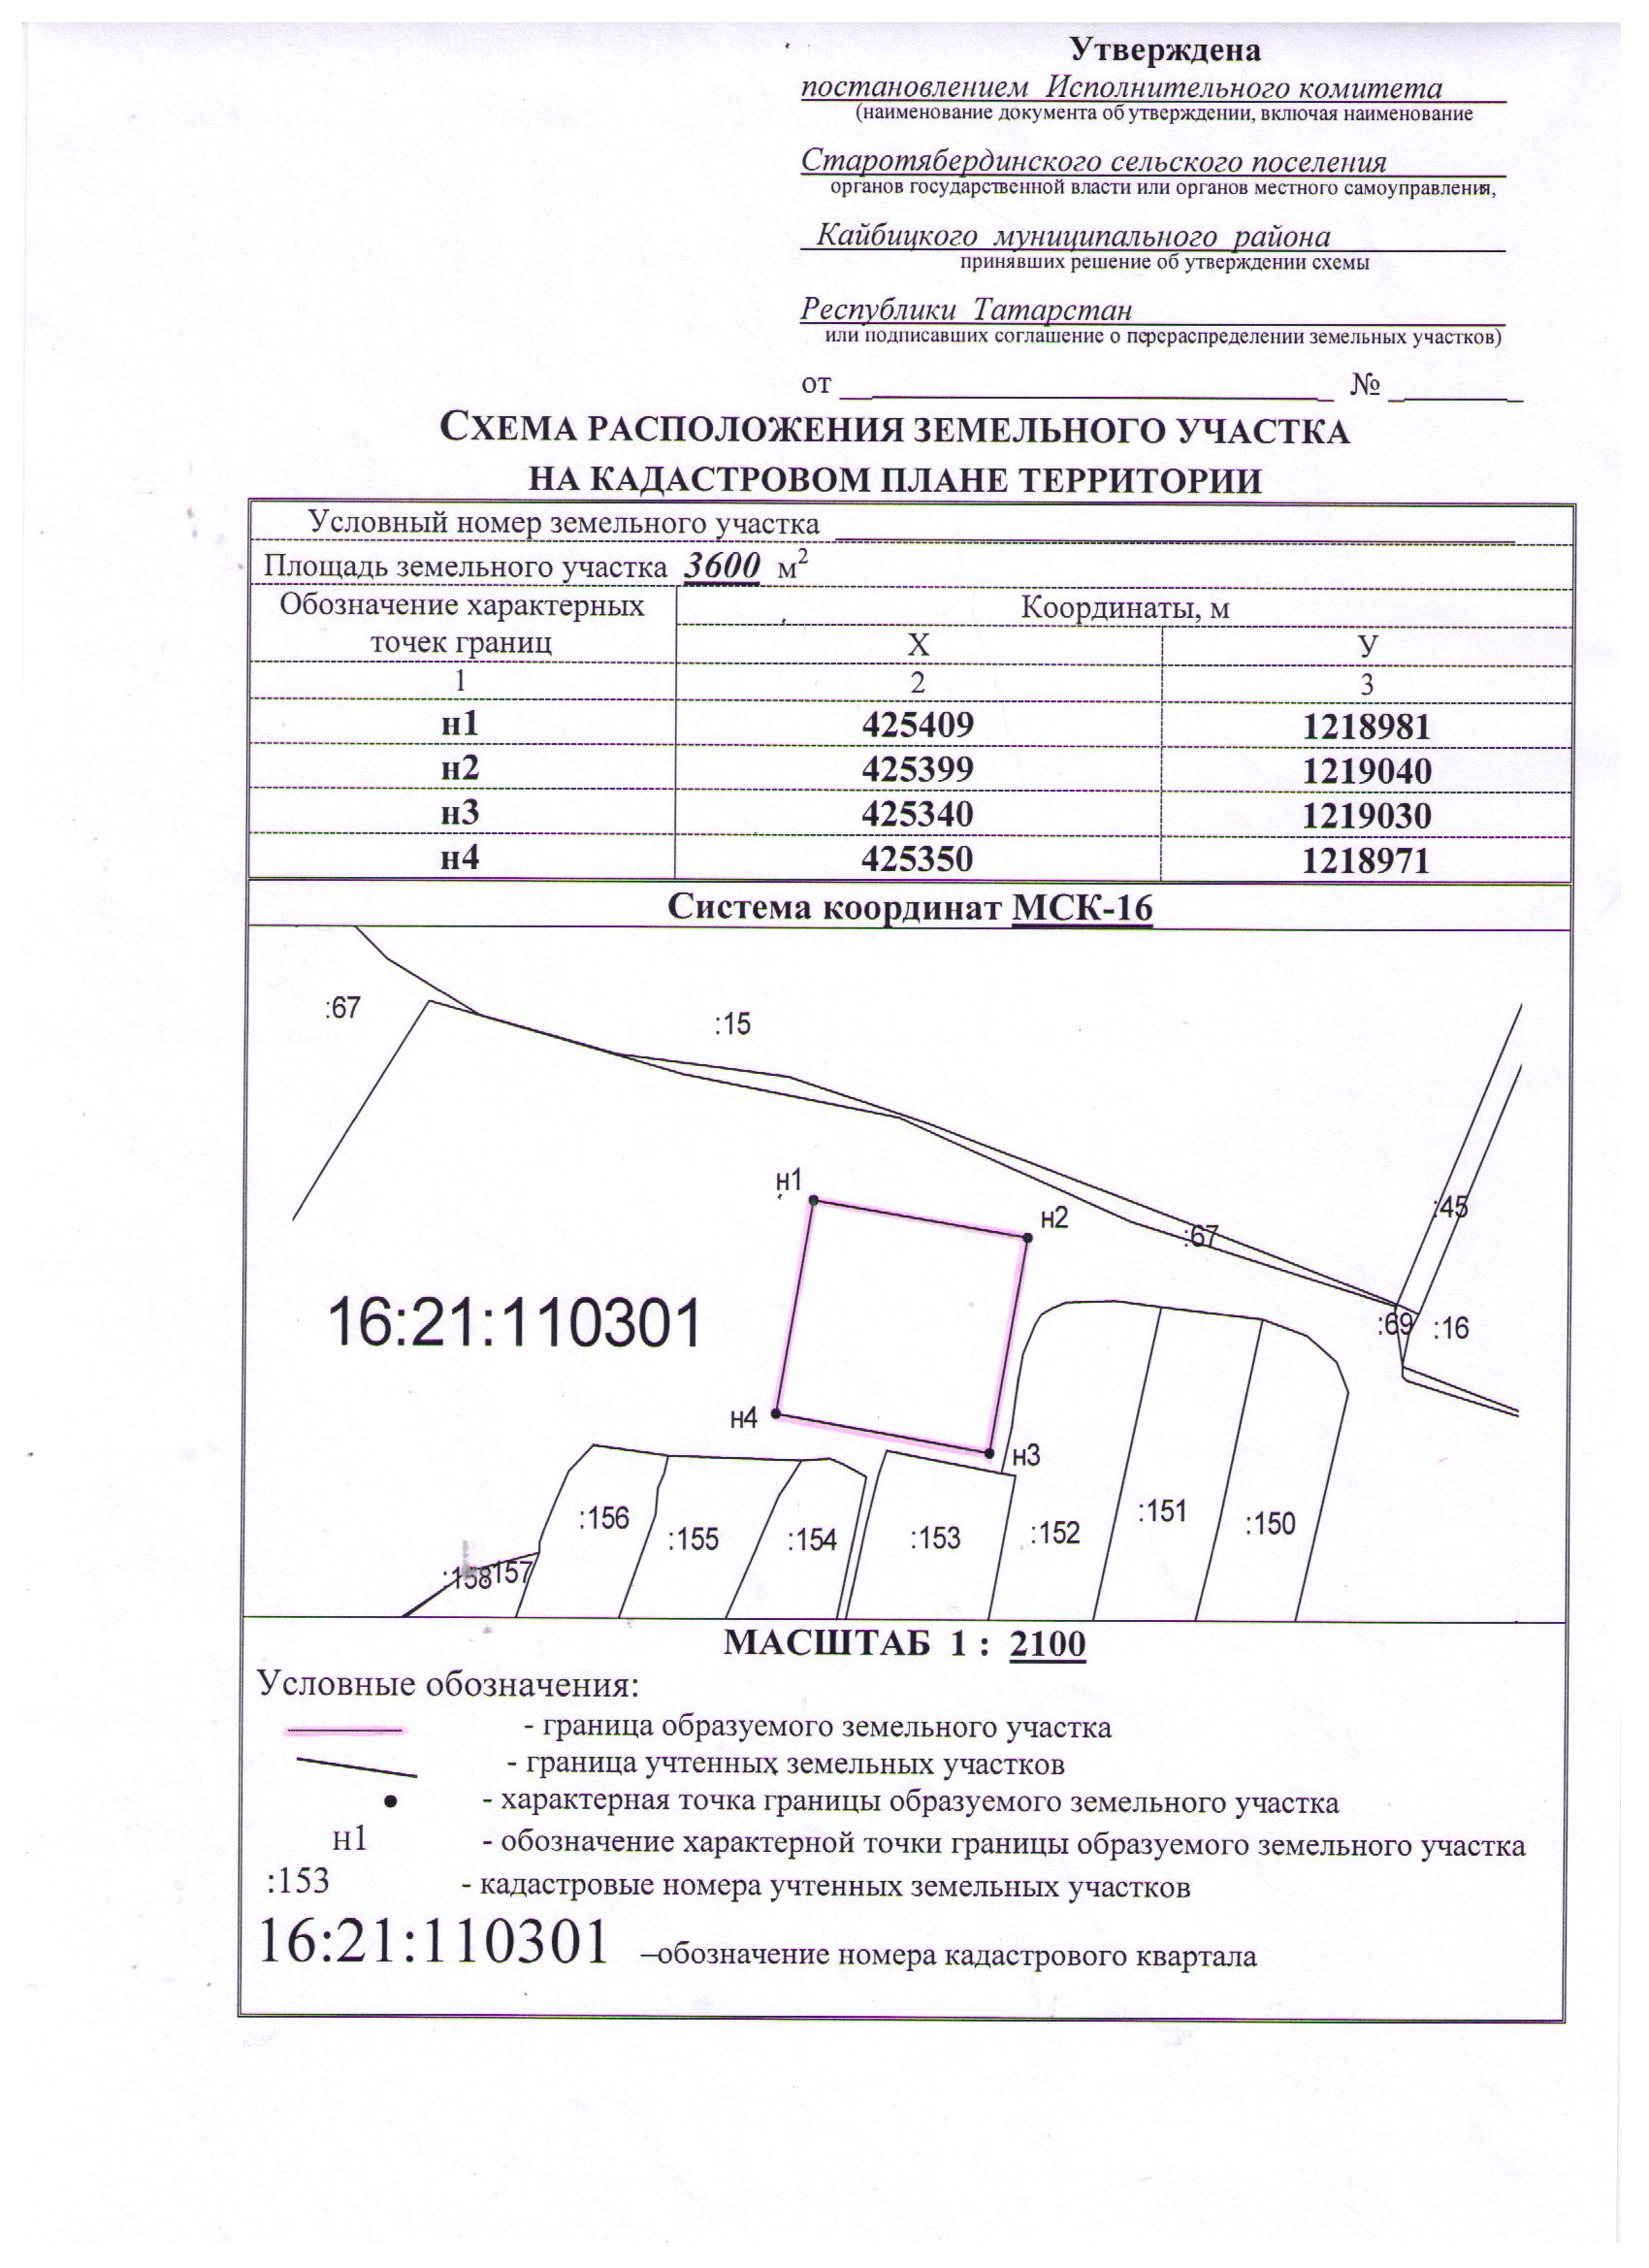 Утверждена
постановлением Исполнительного комитета
(наименование документа об утверждении, включая наименование
Старотябердинского сельского поселения
органов государственной власти или органов местного самоуправления,
Кайбицкого муниципального района
принявших решение об утверждении схемы
Республики Татарстан
или подписавших соглашение о перераспределении земельных участков)
от ______________ № ________
СХЕМА РАСПОЛОЖЕНИЯ ЗЕМЕЛЬНОГО УЧАСТКА
НА КАДАСТРОВОМ ПЛАНЕ ТЕРРИТОРИИ
Условный номер земельного участка
Площадь земельного участка 3600 м²
Обозначение характерных точек границ
Координаты, м
Х У
1 2 3
н1 425409 1218981
н2 425399 1219040
н3 425340 1219030
н4 425350 1218971
Система координат МСК-16
:67
:15
н1
н2
:67
:45
16:21:110301
:69
:16
н4
н3
:156
:155
:154
:153
:152
:151
:150
:158
157
МАСШТАБ 1 : 2100
Условные обозначения:
- граница образуемого земельного участка
- граница учтенных земельных участков
- характерная точка границы образуемого земельного участка
н1 - обозначение характерной точки границы образуемого земельного участка
:153 - кадастровые номера учтенных земельных участков
16:21:110301 –обозначение номера кадастрового квартала